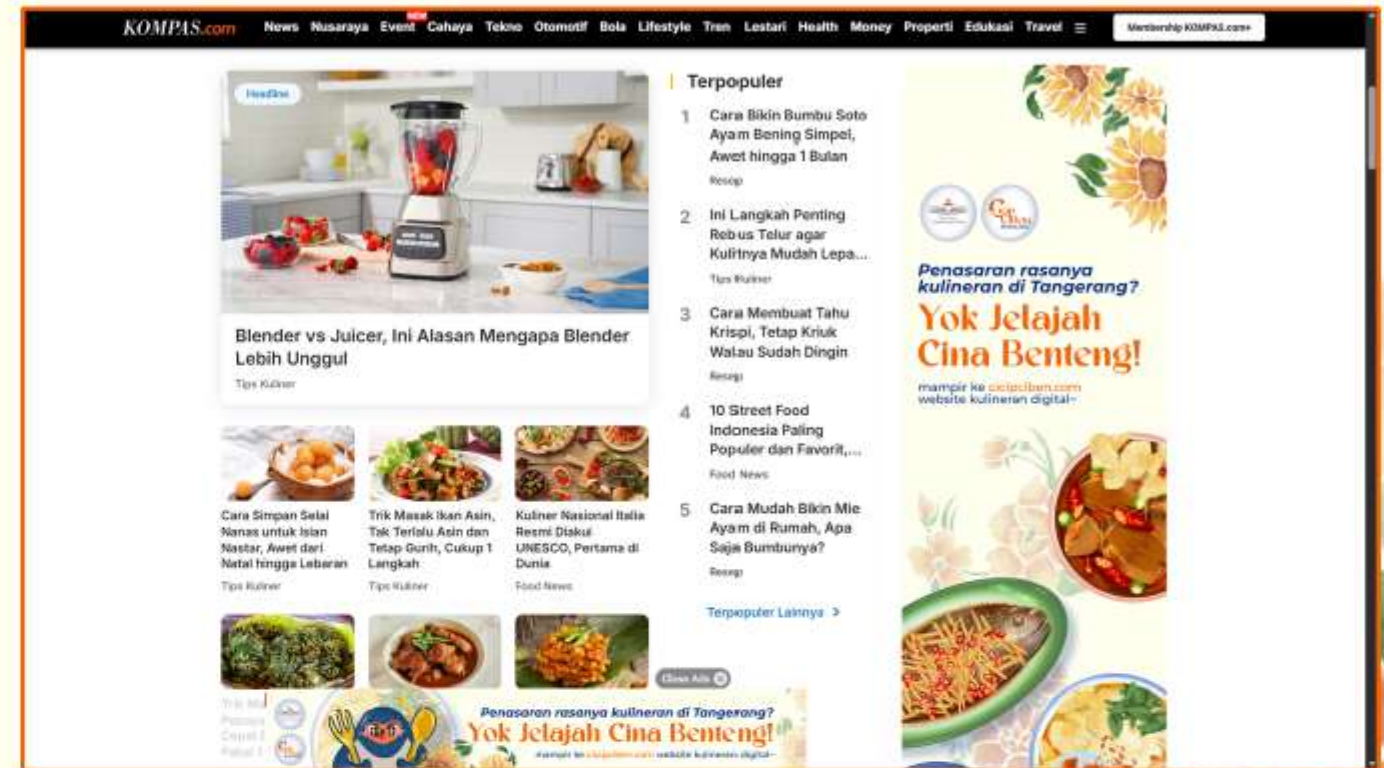 KOMPAS.com
News Nusaraya Event Cahaya Tekno Otomotif Bola Lifestyle Tren Lestari Health Money Properti Edukasi Travel
NEW
Membership KOMPAS.com+
Headline
Blender vs Juicer, Ini Alasan Mengapa Blender
Lebih Unggul
Tips Kuliner
Cara Simpan Selai
Nanas untuk Isian
Nastar, Awet dari
Natal hingga Lebaran
Tips Kuliner
Trik Masak Ikan Asin,
Tak Terlalu Asin dan
Tetap Gurih, Cukup 1
Langkah
Tips Kuliner
Kuliner Nasional Italia
Resmi Diakui
UNESCO, Pertama di
Dunia
Food News
Terpopuler
1 Cara Bikin Bumbu Soto
Ayam Bening Simpel,
Awet hingga 1 Bulan
Resep
2 Ini Langkah Penting
Rebus Telur agar
Kulitnya Mudah Lepa...
Tips Kuliner
3 Cara Membuat Tahu
Krispi, Tetap Kriuk
Walau Sudah Dingin
Resep
4 10 Street Food
Indonesia Paling
Populer dan Favorit,...
Food News
5 Cara Mudah Bikin Mie
Ayam di Rumah, Apa
Saja Bumbunya?
Resep
Terpopuler Lainnya >
Penasaran rasanya
kulineran di Tangerang?
Yok Jelajah
Cina Benteng!
mampir ke cicipciben.com
website kulineran digital~
Close Ads
Penasaran rasanya kulineran di Tangerang?
Yok Jelajah Cina Benteng!
mampir ke cicipciben.com website kulineran digital~